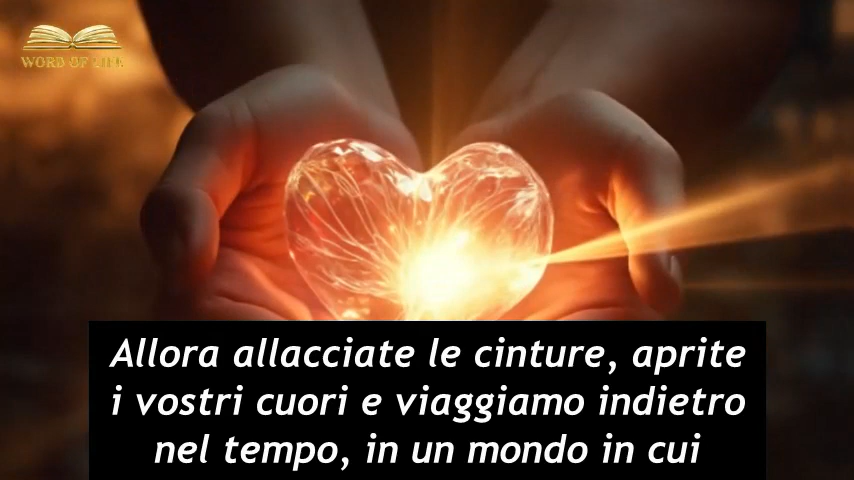 WORD OF LIFE
Allora allacciate le cinture, aprite
i vostri cuori e viaggiamo indietro
nel tempo, in un mondo in cui